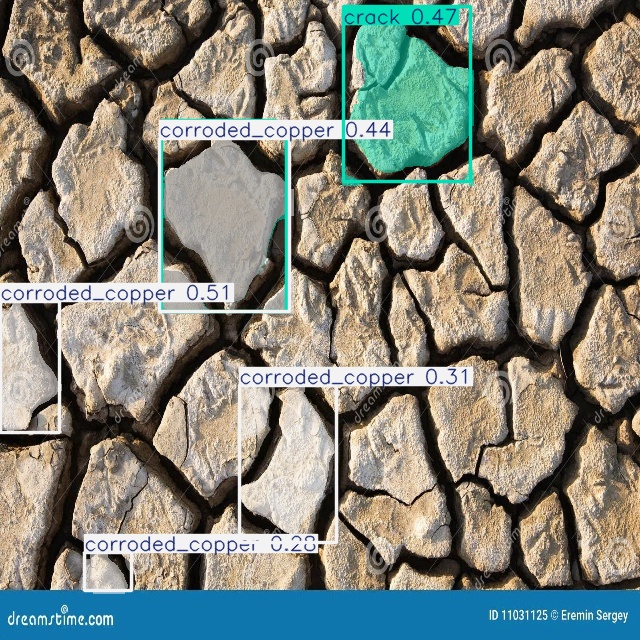 crack 0.47
corroded_copper 0.44
corroded_copper 0.51
corroded_copper 0.31
corroded_copper 0.28
dreamstime.com
ID 11031125 © Eremin Sergey